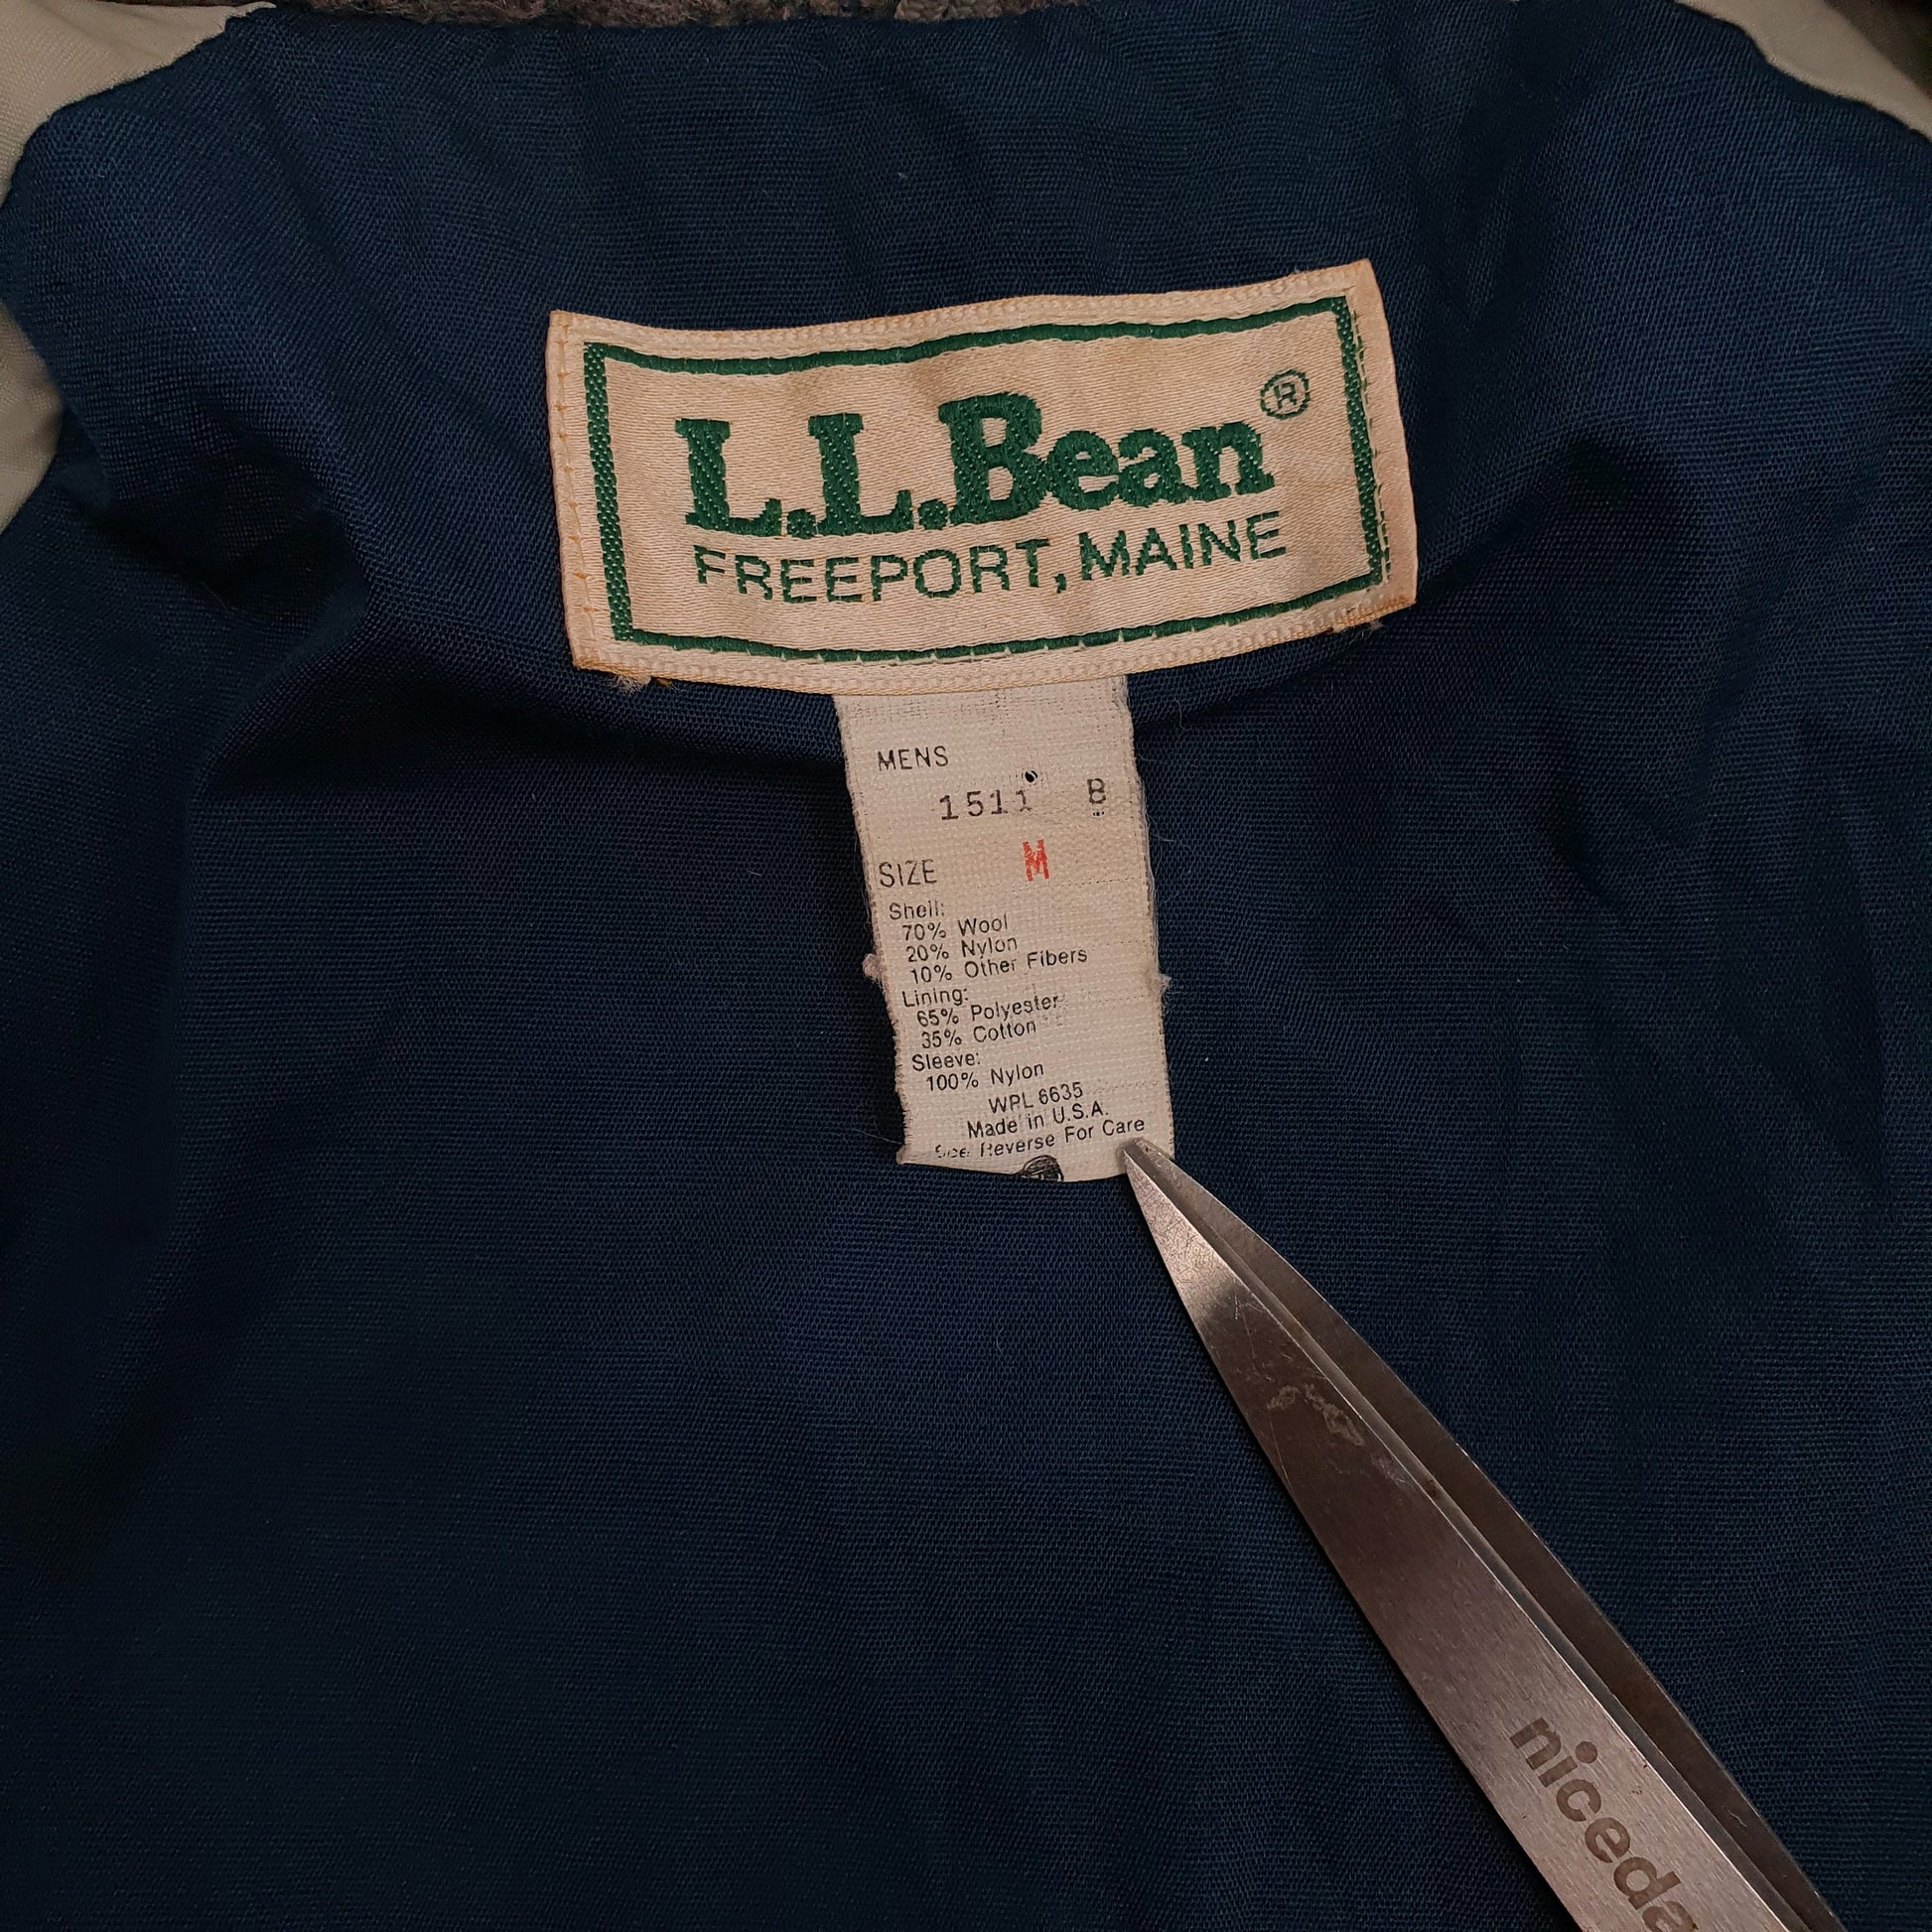 L.L.Bean®
FREEPORT, MAINE
MENS
1511 B
SIZE M
Shell:
70% Wool
20% Nylon
10% Other Fibers
Lining:
65% Polyester
35% Cotton
Sleeve:
100% Nylon
WPL 6635
Made in U.S.A.
See Reverse For Care
niceda